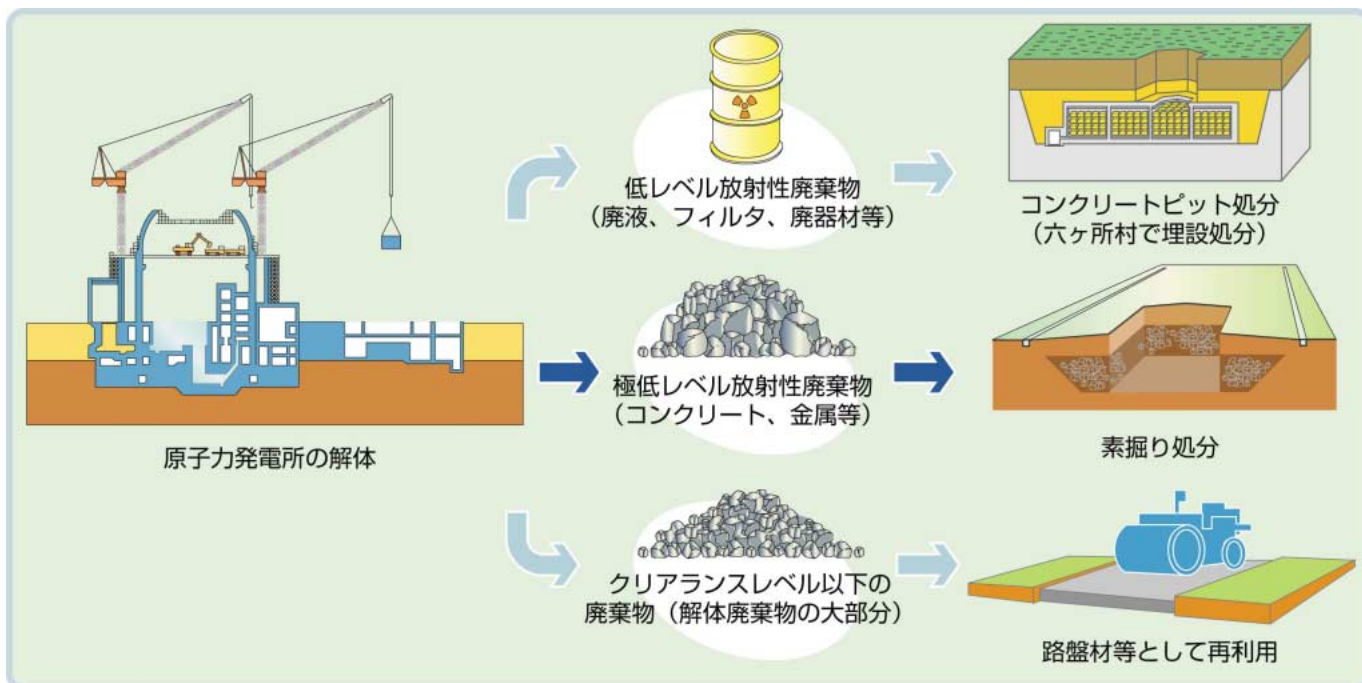 原子力発電所の解体
低レベル放射性廃棄物
（廃液、フィルタ、廃器材等）
コンクリートピット処分
（六ヶ所村で埋設処分）
極低レベル放射性廃棄物
（コンクリート、金属等）
素掘り処分
クリアランスレベル以下の
廃棄物（解体廃棄物の大部分）
路盤材等として再利用